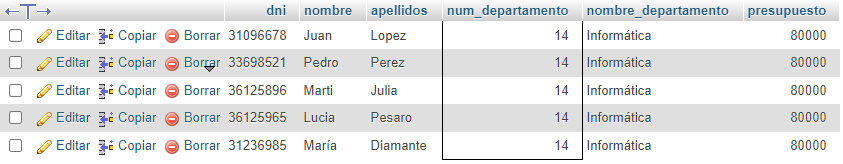 ←T→ dni nombre apellidos num_departamento nombre_departamento presupuesto
Editar Copiar Borrar 31096678 Juan Lopez 14 Informática 80000
Editar Copiar Borrar 33698521 Pedro Perez 14 Informática 80000
Editar Copiar Borrar 36125896 Marti Julia 14 Informática 80000
Editar Copiar Borrar 36125965 Lucia Pesaro 14 Informática 80000
Editar Copiar Borrar 31236985 María Diamante 14 Informática 80000